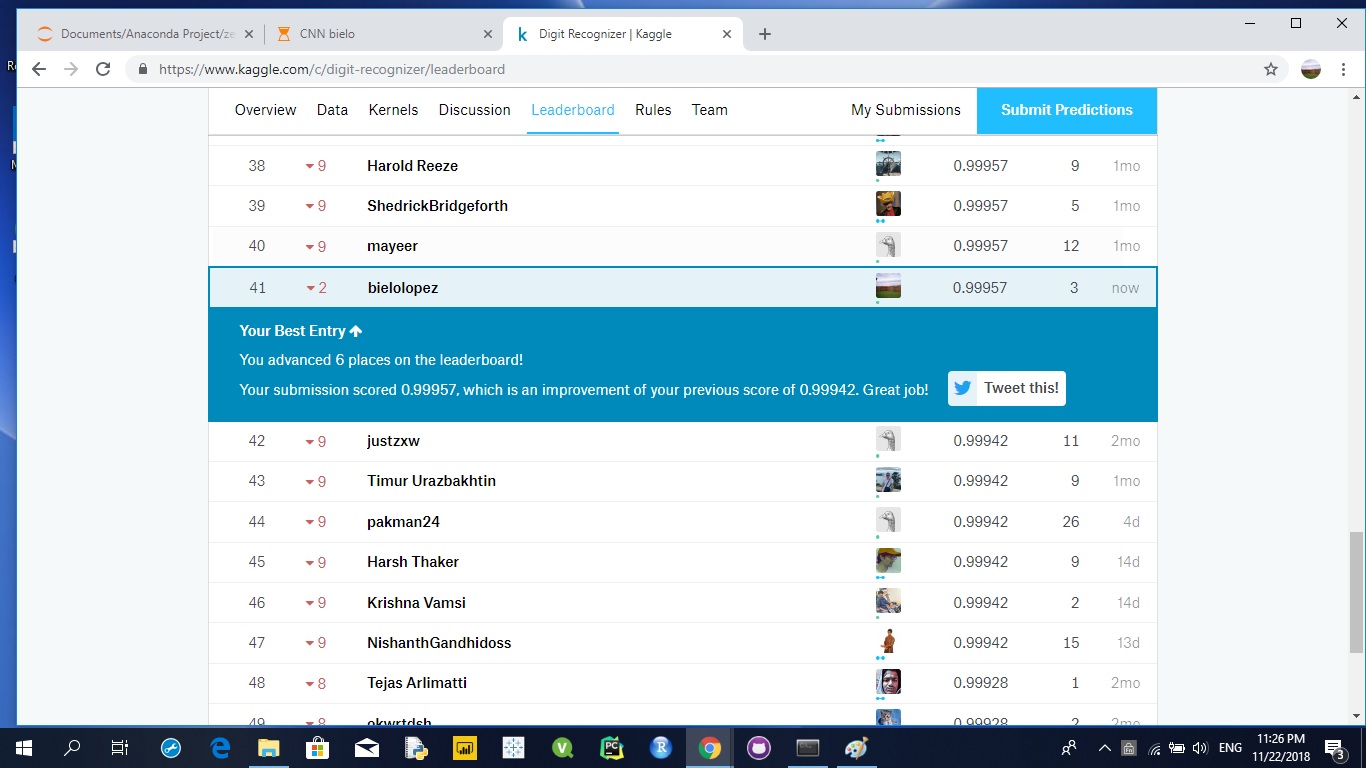 Documents/Anaconda Project/ze
CNN bielo
Digit Recognizer | Kaggle
https://www.kaggle.com/c/digit-recognizer/leaderboard
Overview Data Kernels Discussion Leaderboard Rules Team My Submissions Submit Predictions
38 9 Harold Reeze 0.99957 9 1mo
39 9 ShedrickBridgeforth 0.99957 5 1mo
40 9 mayeer 0.99957 12 1mo
41 2 bielolopez 0.99957 3 now
Your Best Entry
You advanced 6 places on the leaderboard!
Your submission scored 0.99957, which is an improvement of your previous score of 0.99942. Great job! Tweet this!
42 9 justzxw 0.99942 11 2mo
43 9 Timur Urazbakhtin 0.99942 9 1mo
44 9 pakman24 0.99942 26 4d
45 9 Harsh Thaker 0.99942 9 14d
46 9 Krishna Vamsi 0.99942 2 14d
47 9 NishanthGandhidoss 0.99942 15 13d
48 8 Tejas Arlimatti 0.99928 1 2mo
49 8 okwrtdsh 0.99928 2 2mo
ENG 11:26 PM
11/22/2018 3